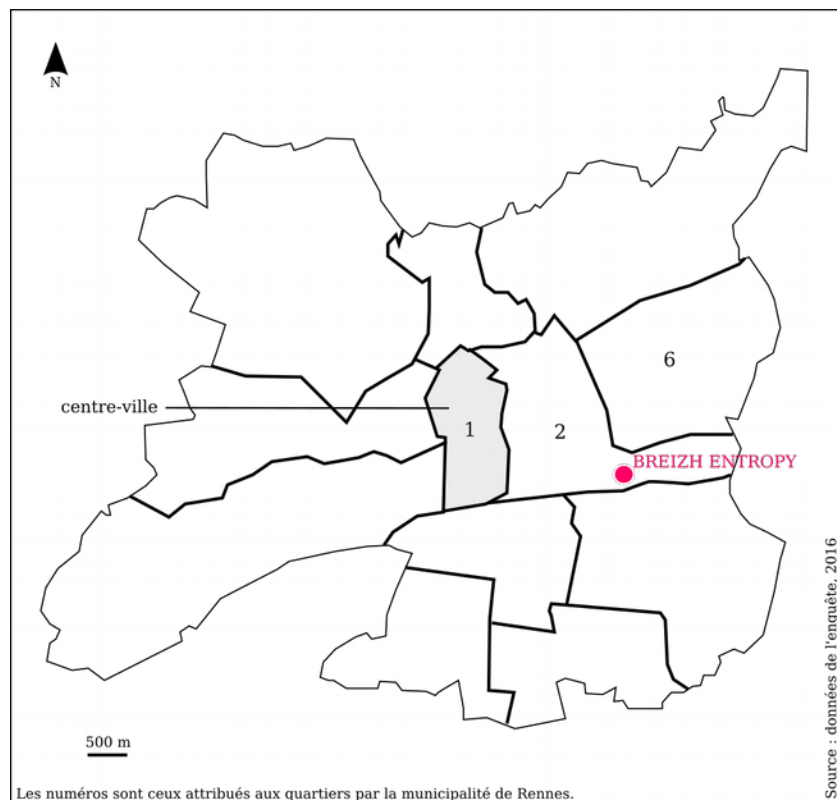 N
6
centre-ville
1
2
BREIZH ENTROPY
500 m
Les numéros sont ceux attribués aux quartiers par la municipalité de Rennes.
Source : données de l'enquête, 2016